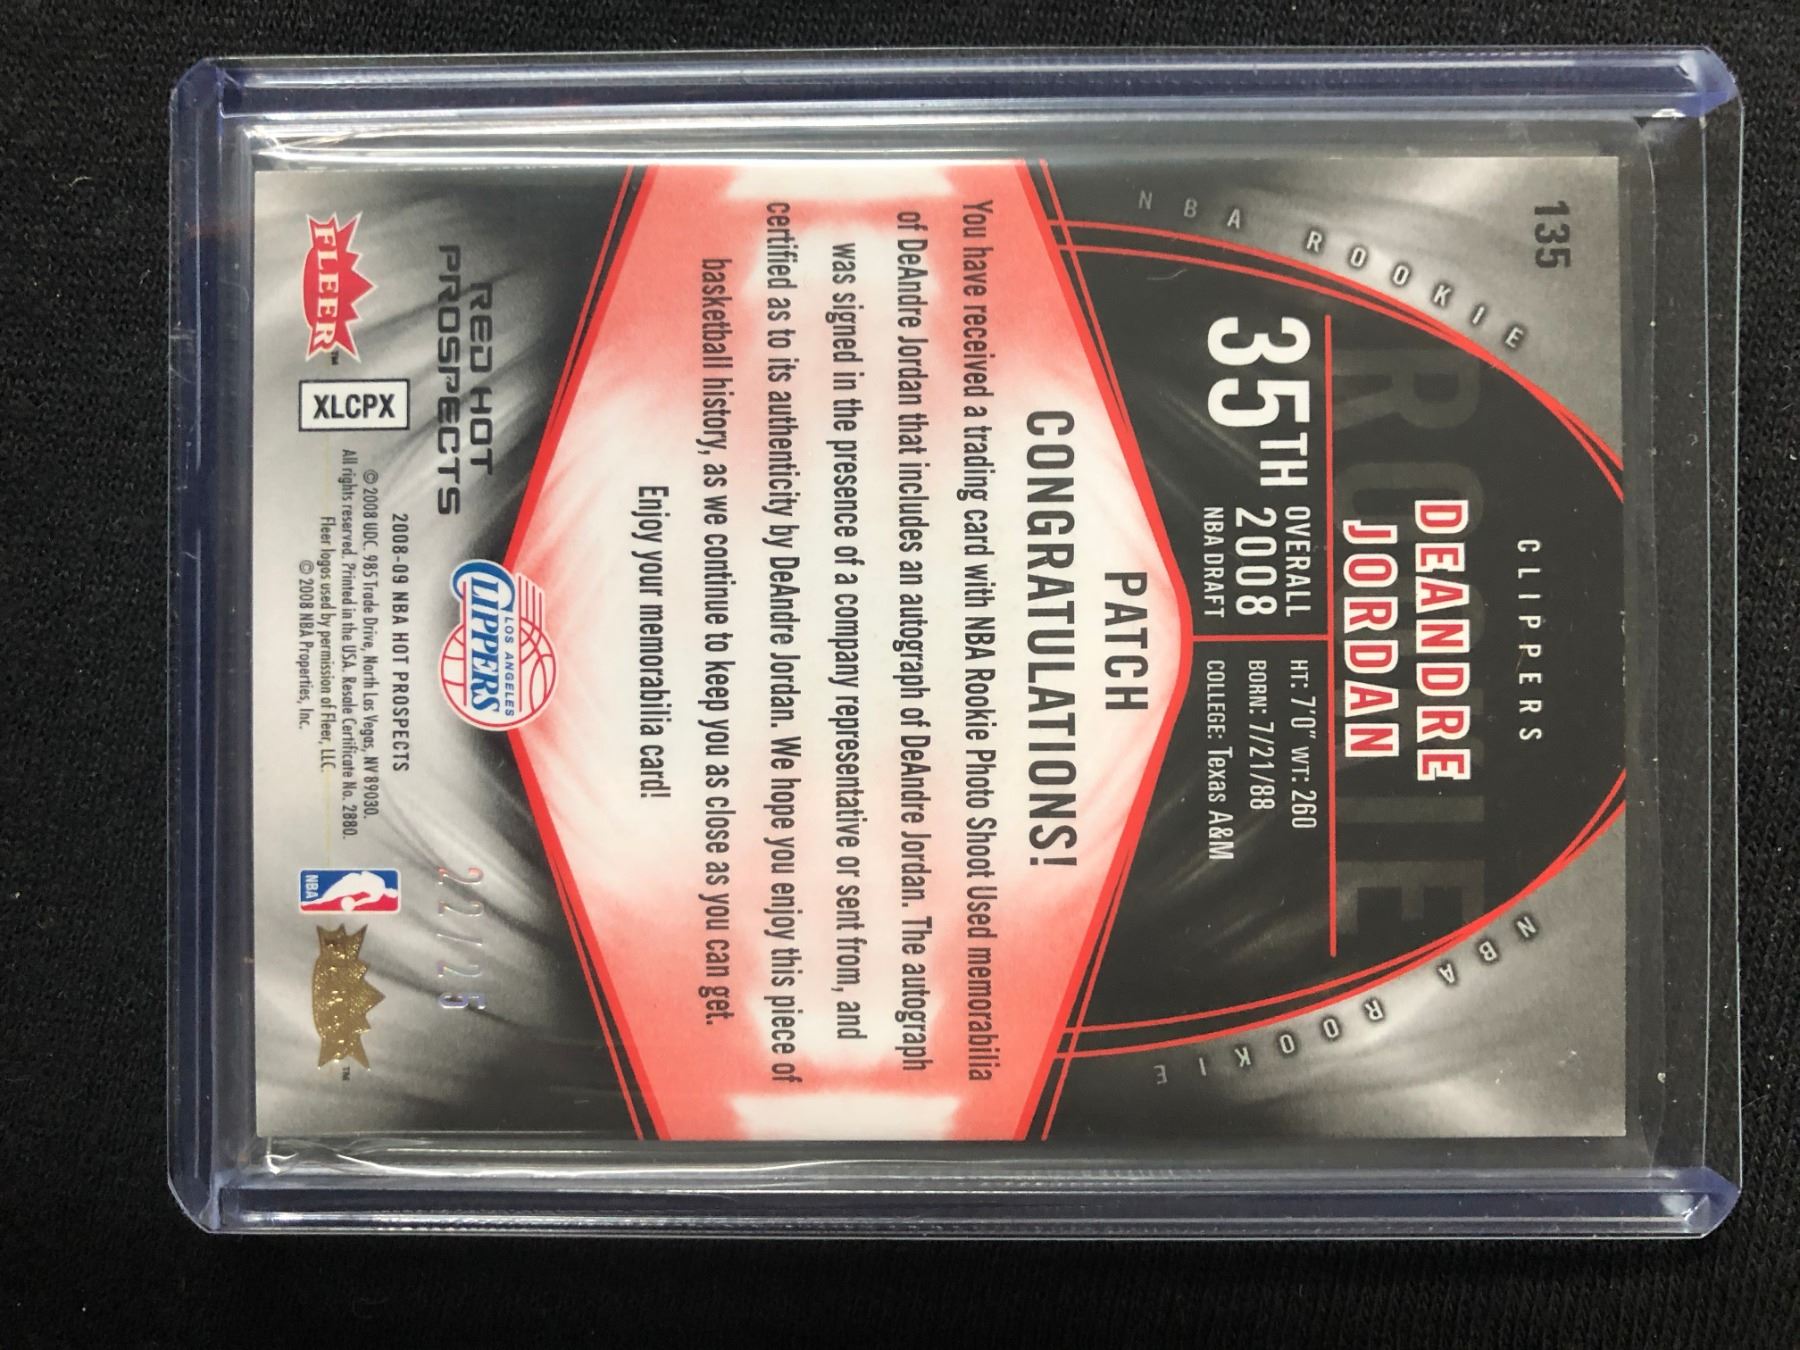 135
CLIPPERS
NBA ROOKIE
NBA ROOKIE
ROOKIE
DEANDRE
JORDAN
35TH OVERALL
2008
NBA DRAFT
HT: 7'0" WT: 260
BORN: 7/21/88
COLLEGE: TEXAS A&M
PATCH
CONGRATULATIONS!
You have received a trading card with NBA Rookie Photo Shoot Used memorabilia
of DeAndre Jordan that includes an autograph of DeAndre Jordan. The autograph
was signed in the presence of a company representative or sent from, and
certified as to its authenticity by DeAndre Jordan. We hope you enjoy this piece of
basketball history, as we continue to keep you as close as you can get.
Enjoy your memorabilia card!
LOS ANGELES
CLIPPERS
RED HOT
PROSPECTS
22/25
FLEER™
XLCPX
2008-09 NBA HOT PROSPECTS
© 2008 UDC. 985 Trade Drive, North Las Vegas, NV 89030.
All rights reserved. Printed in the USA. Resale Certificate No. 2880.
Fleer logos used by permission of Fleer, LLC.
© 2008 NBA Properties, Inc.
NBA
™